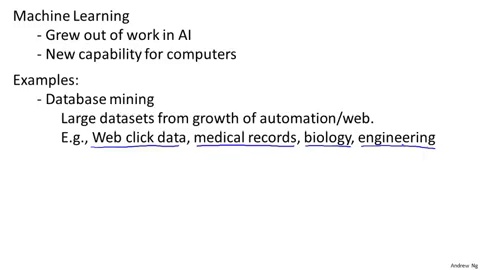 Machine Learning
- Grew out of work in AI
- New capability for computers
Examples:
- Database mining
Large datasets from growth of automation/web.
E.g., Web click data, medical records, biology, engineering
Andrew Ng